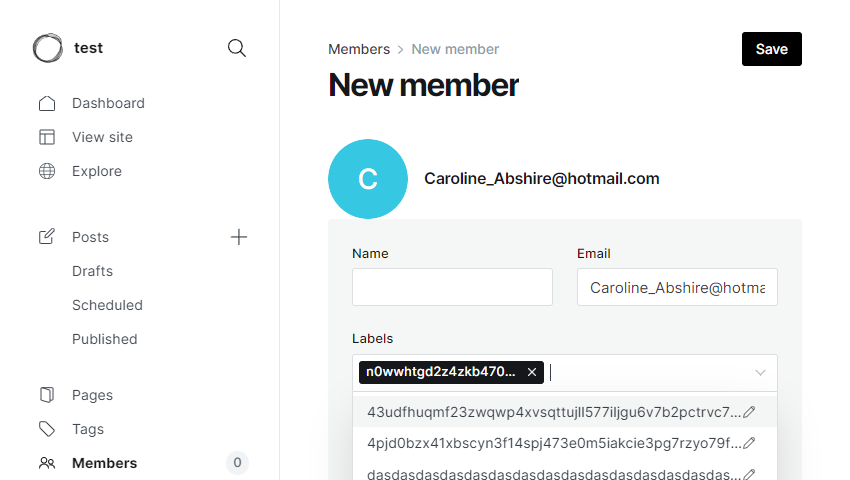 test
Dashboard
View site
Explore
Posts
Drafts
Scheduled
Published
Pages
Tags
Members 0
Members > New member
Save
New member
C
Caroline_Abshire@hotmail.com
Name
Email
Caroline_Abshire@hotma
Labels
n0wwhtgd2z4zkb470...
43udfhuqmf23zwqwp4xvsqttujll577iljgu6v7b2pctrvc7...
4pjd0bzx41xbscyn3f14spj473e0m5iakcie3pg7rzyo79f...
dasdasdasdasdasdasdasdasdasdasdasdasdasdas...